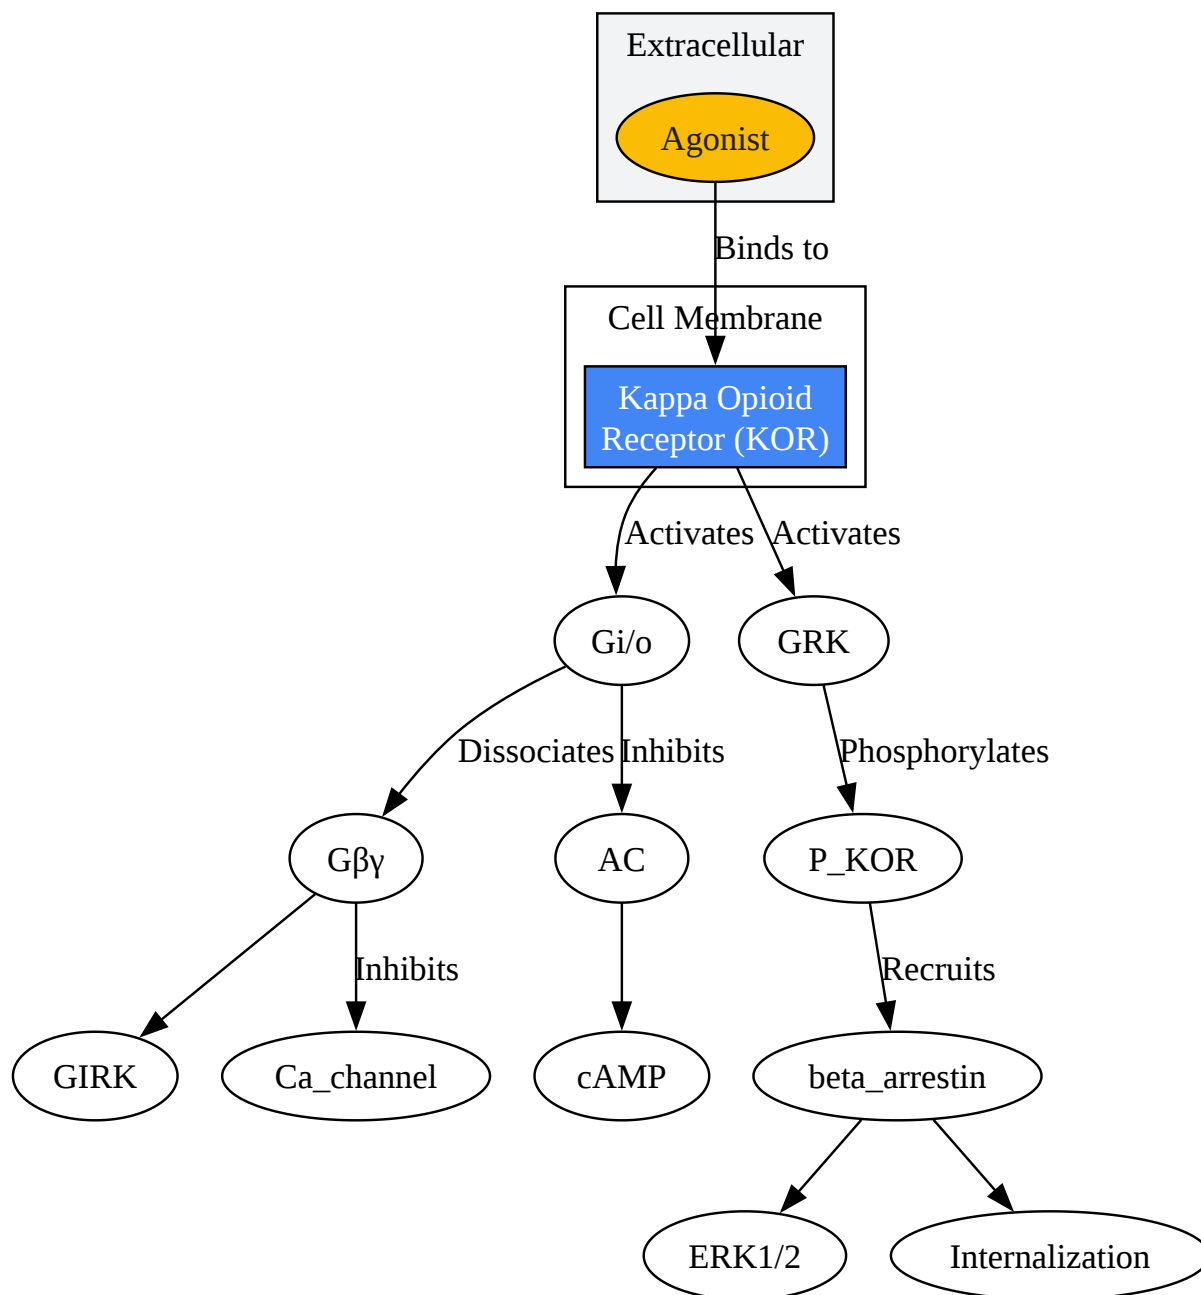 Extracellular
Agonist
Binds to
Cell Membrane
Kappa Opioid
Receptor (KOR)
Activates
Activates
Gi/o
GRK
Dissociates
Inhibits
Phosphorylates
Gβγ
AC
P_KOR
Inhibits
Recruits
GIRK
Ca_channel
cAMP
beta_arrestin
ERK1/2
Internalization